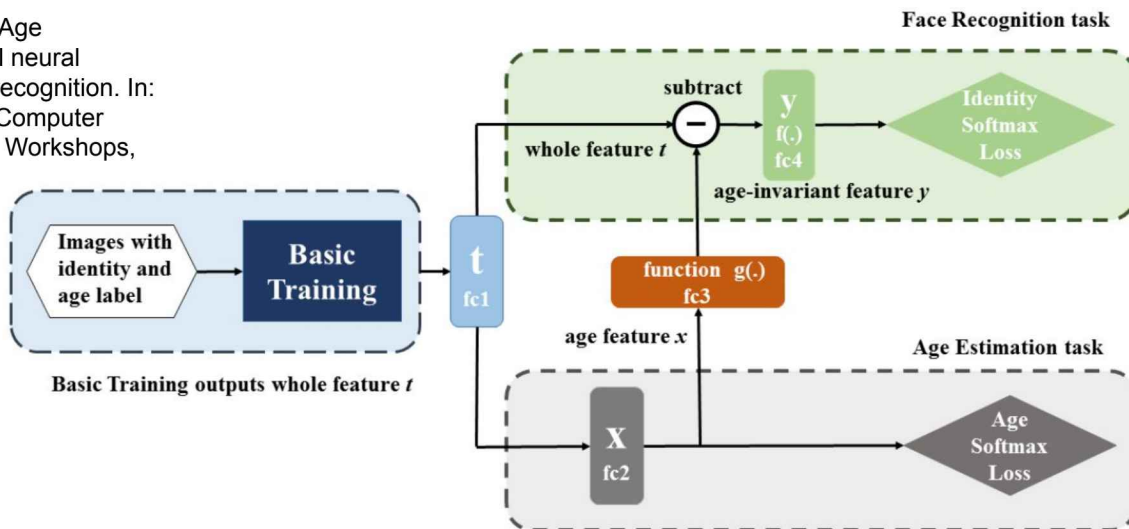 Age
l neural
ecognition. In:
Computer
Workshops,
Face Recognition task
subtract
whole feature t
y
f(.)
fc4
Identity
Softmax
Loss
age-invariant feature y
Images with
identity and
age label
Basic
Training
t
fc1
function g(.)
fc3
age feature x
Basic Training outputs whole feature t
Age Estimation task
x
fc2
Age
Softmax
Loss